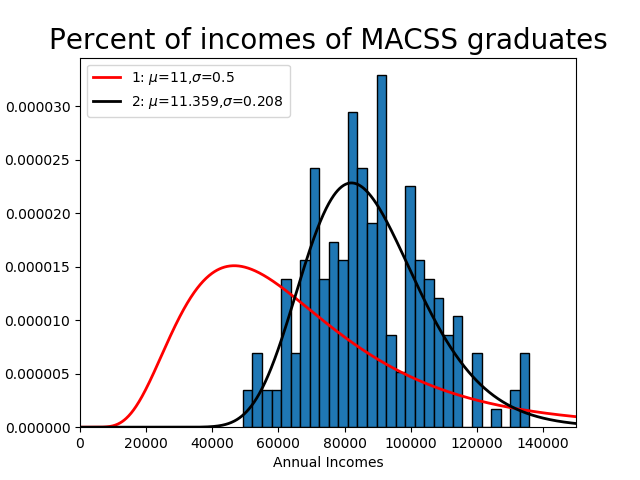 Percent of incomes of MACSS graduates
1: μ=11,σ=0.5
2: μ=11.359,σ=0.208
0.000030
0.000025
0.000020
0.000015
0.000010
0.000005
0.000000
0 20000 40000 60000 80000 100000 120000 140000
Annual Incomes